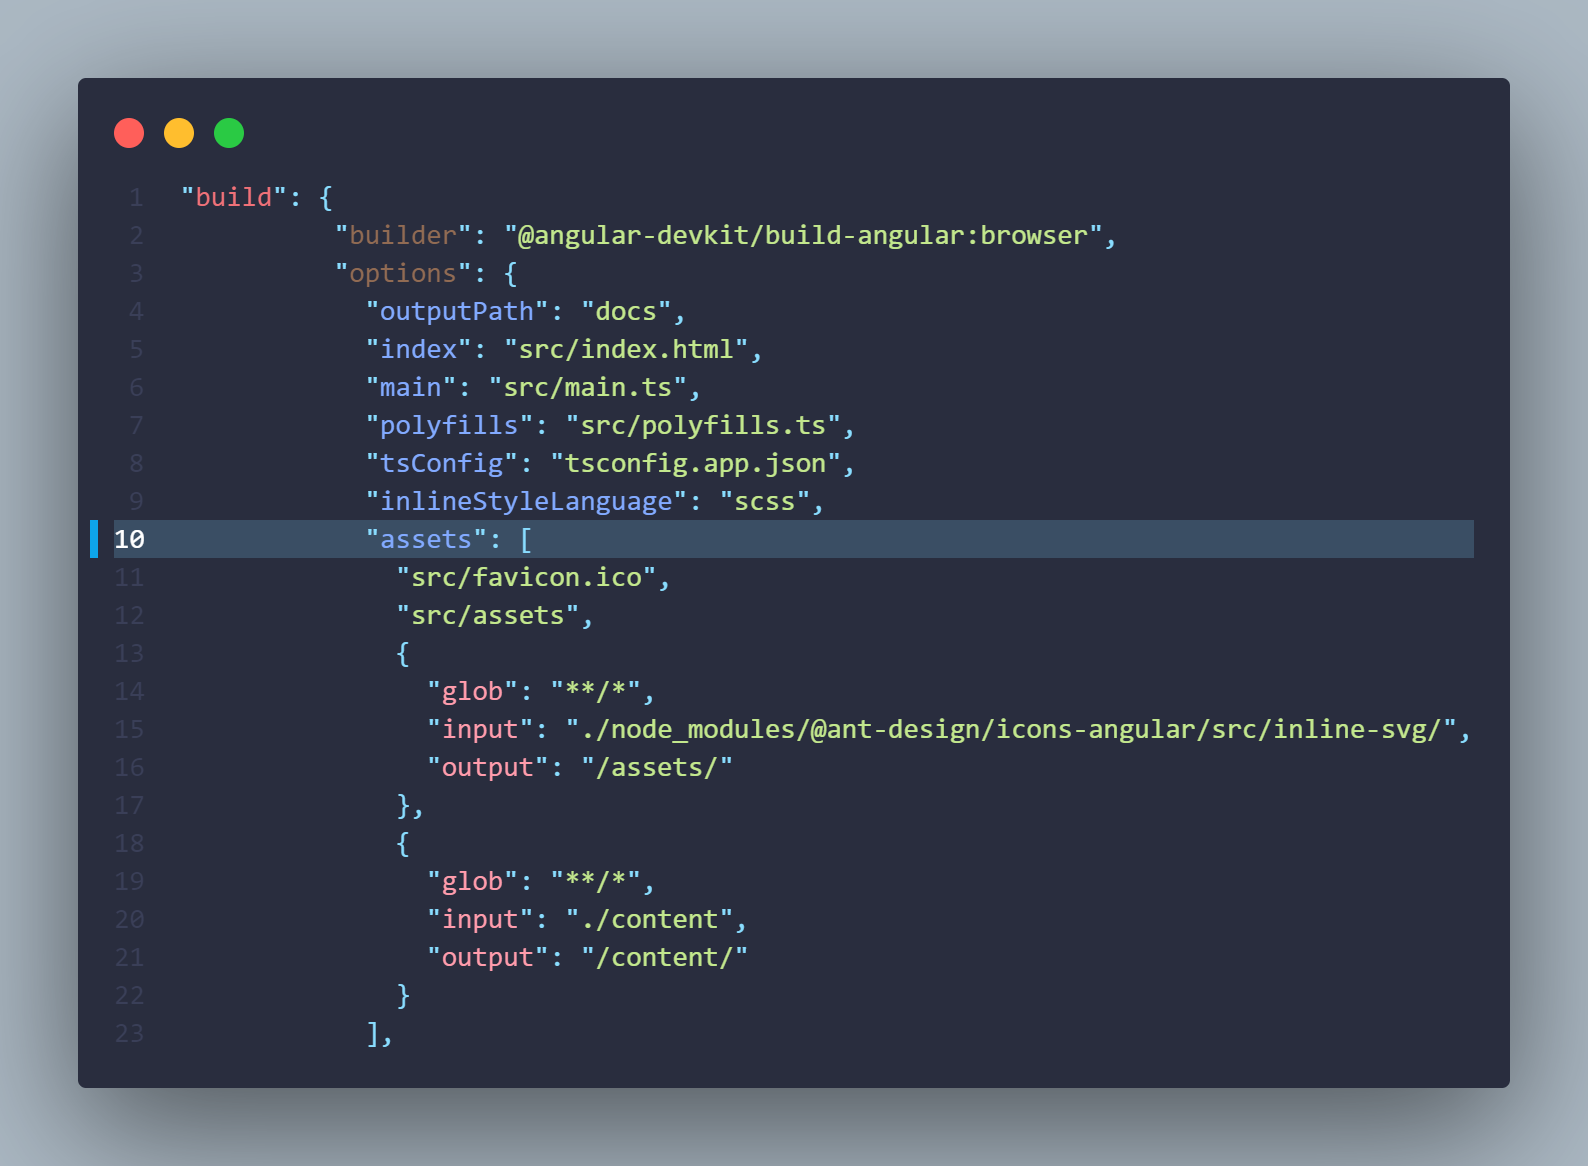 1 "build": {
2 "builder": "@angular-devkit/build-angular:browser",
3 "options": {
4 "outputPath": "docs",
5 "index": "src/index.html",
6 "main": "src/main.ts",
7 "polyfills": "src/polyfills.ts",
8 "tsConfig": "tsconfig.app.json",
9 "inlineStyleLanguage": "scss",
10 "assets": [
11 "src/favicon.ico",
12 "src/assets",
13 {
14 "glob": "**/*",
15 "input": "./node_modules/@ant-design/icons-angular/src/inline-svg/",
16 "output": "/assets/"
17 },
18 {
19 "glob": "**/*",
20 "input": "./content",
21 "output": "/content/"
22 }
23 ],